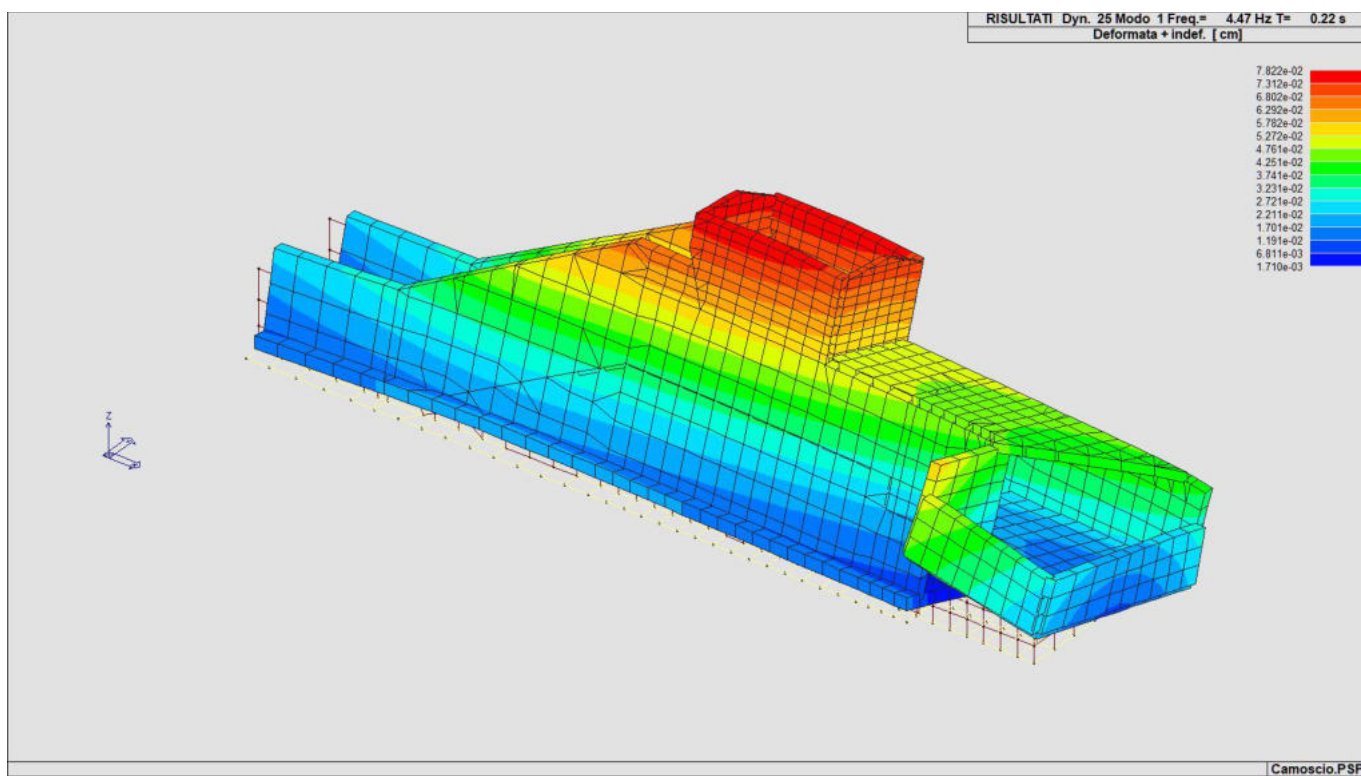 RISULTATI Dyn. 25 Modo 1 Freq.= 4.47 Hz T= 0.22 s
Deformata + indef. [ cm]
7.822e-02
7.312e-02
6.802e-02
6.292e-02
5.782e-02
5.272e-02
4.761e-02
4.251e-02
3.741e-02
3.231e-02
2.721e-02
2.211e-02
1.701e-02
1.191e-02
6.811e-03
1.710e-03
Z
Camoscio.PSP